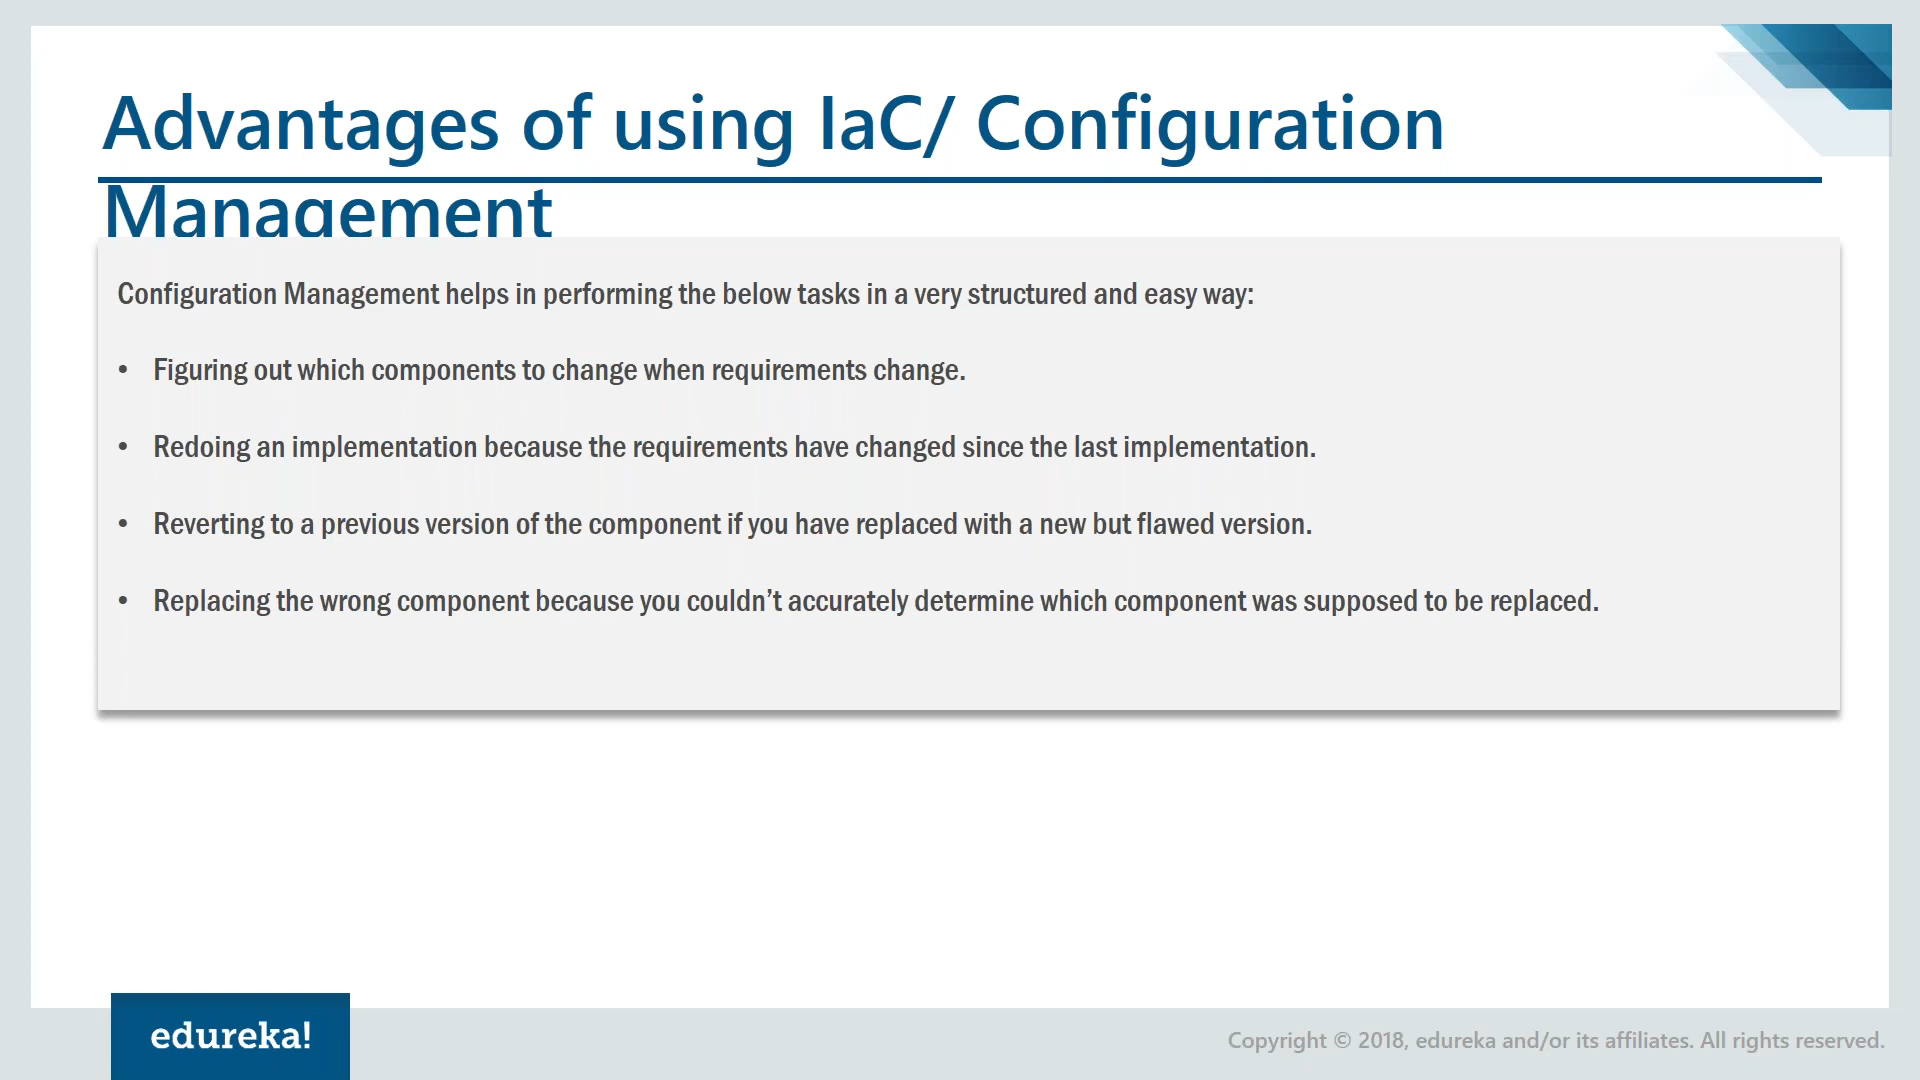 Advantages of using IaC/ Configuration
Management
Configuration Management helps in performing the below tasks in a very structured and easy way:
• Figuring out which components to change when requirements change.
• Redoing an implementation because the requirements have changed since the last implementation.
• Reverting to a previous version of the component if you have replaced with a new but flawed version.
• Replacing the wrong component because you couldn’t accurately determine which component was supposed to be replaced.
edureka!
Copyright © 2018, edureka and/or its affiliates. All rights reserved.